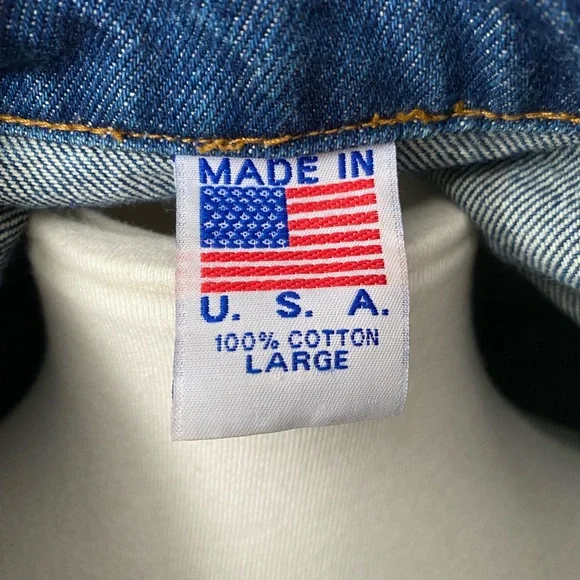 MADE IN
U. S. A.
100% COTTON
LARGE